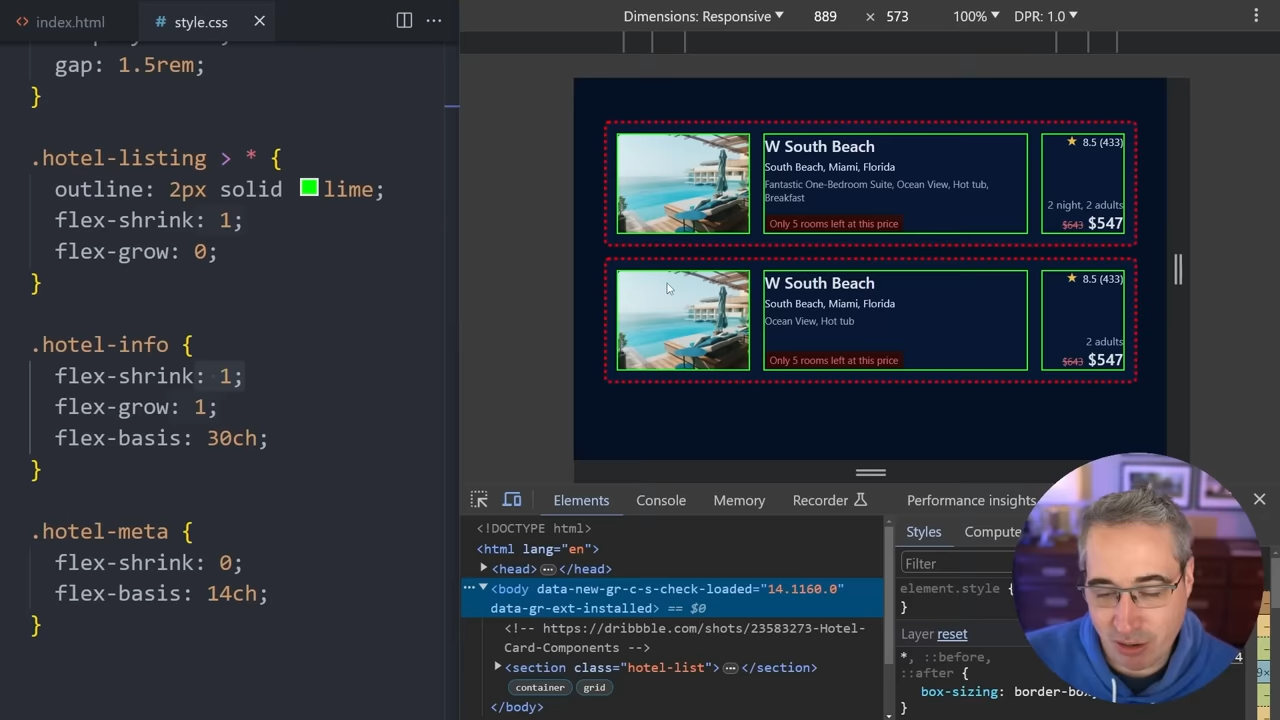 <> index.html
# style.css
gap: 1.5rem;
}
.hotel-listing > * {
outline: 2px solid lime;
flex-shrink: 1;
flex-grow: 0;
}
.hotel-info {
flex-shrink: 1;
flex-grow: 1;
flex-basis: 30ch;
}
.hotel-meta {
flex-shrink: 0;
flex-basis: 14ch;
}
Dimensions: Responsive 889 × 573 100% DPR: 1.0
W South Beach
South Beach, Miami, Florida
Fantastic One-Bedroom Suite, Ocean View, Hot tub,
Breakfast
Only 5 rooms left at this price
★ 8.5 (433)
2 night, 2 adults
$643 $547
W South Beach
South Beach, Miami, Florida
Ocean View, Hot tub
Only 5 rooms left at this price
★ 8.5 (433)
2 adults
$643 $547
Elements Console Memory Recorder Performance insights
<!DOCTYPE html>
<html lang="en">
<head> ••• </head>
<body data-new-gr-c-s-check-loaded="14.1160.0"
data-gr-ext-installed> == $0
<!-- https://dribbble.com/shots/23583273-Hotel-
Card-Components -->
<section class="hotel-list"> ••• </section>
container grid
</body>
Styles Compute
Filter
element.style {
}
Layer reset
*, ::before,
::after {
box-sizing: border-box
}